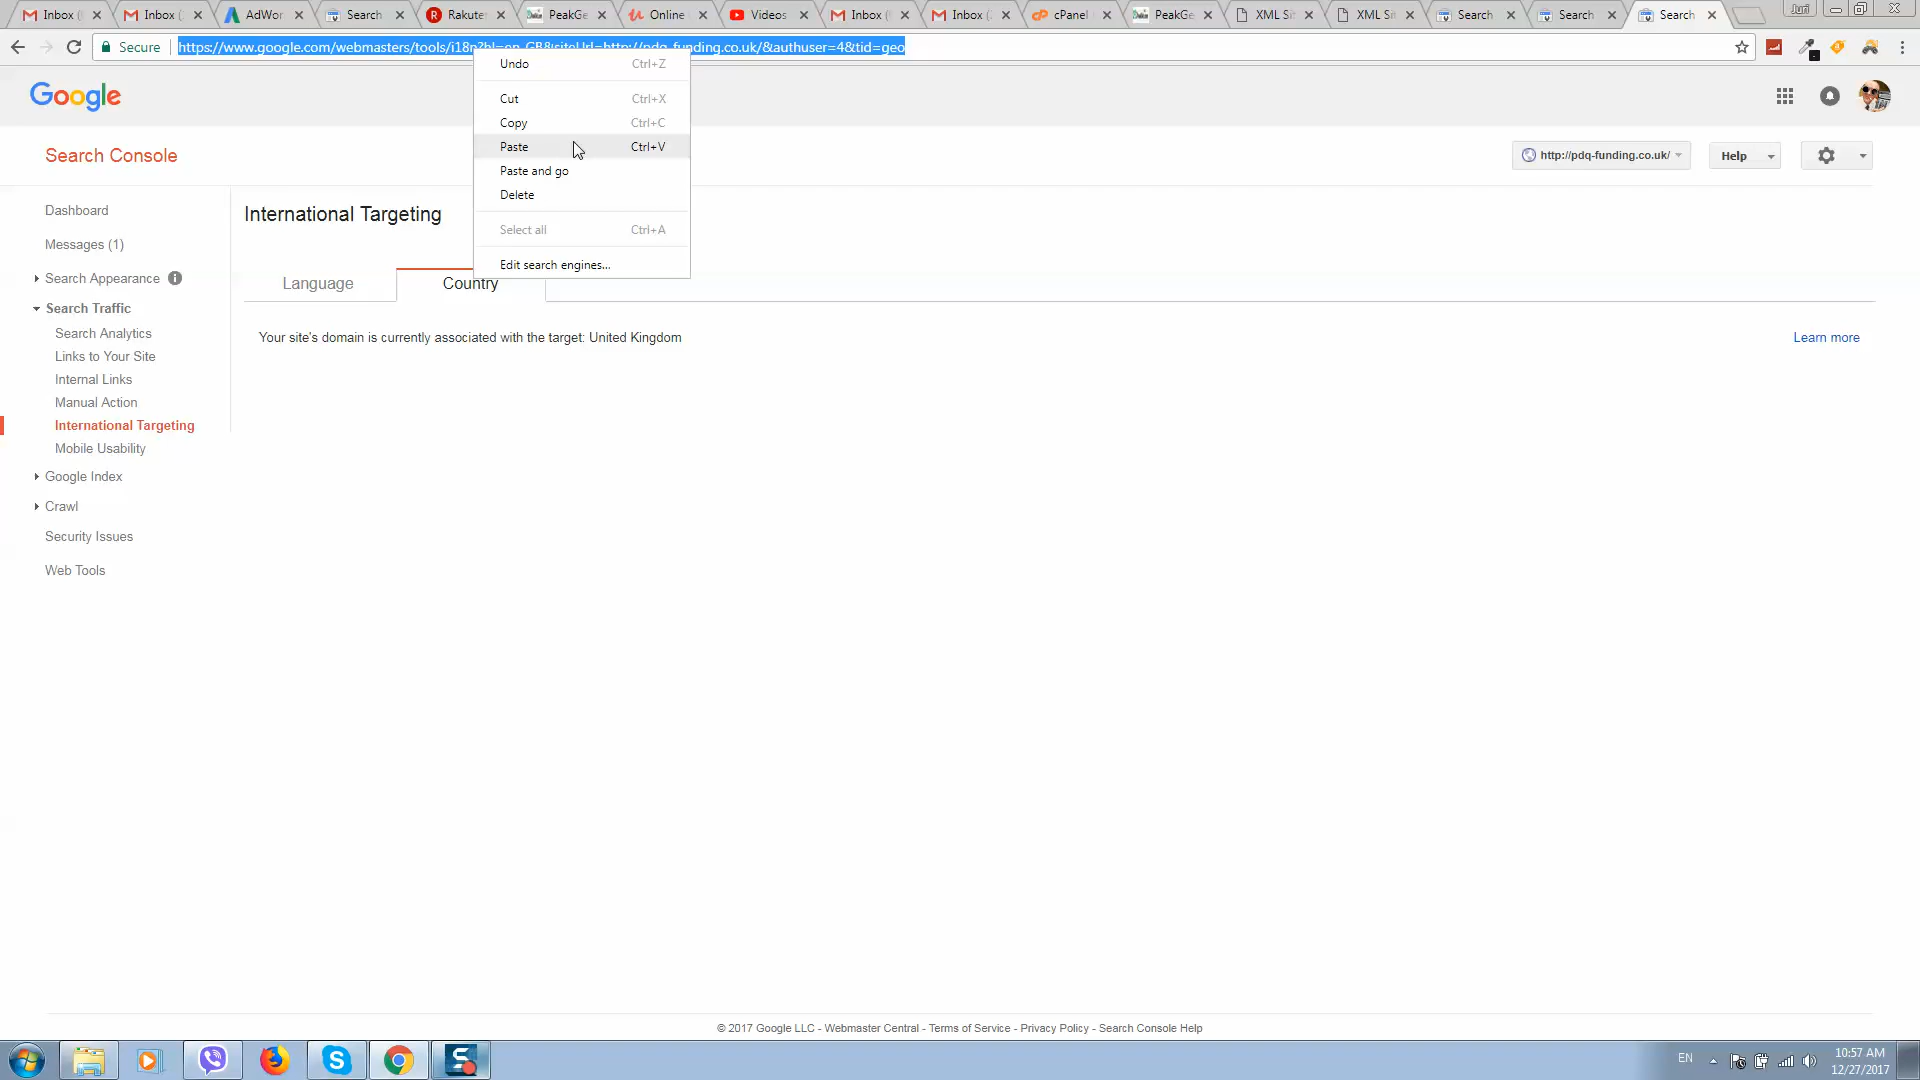 Inbox (
Inbox (
AdWor
Search
Rakuter
PeakGe
Online
Videos
Inbox (
Inbox (
cPanel
PeakGe
XML Sit
XML Sit
Search
Search
Search
Juri
Secure
https://www.google.com/webmasters/tools/i18n?hl=en-GB&siteUrl=http://pdq-funding.co.uk/&authuser=4&tid=geo
Undo Ctrl+Z
Cut Ctrl+X
Copy Ctrl+C
Paste Ctrl+V
Paste and go
Delete
Select all Ctrl+A
Edit search engines...
Google
Search Console
http://pdq-funding.co.uk/
Help
Dashboard
Messages (1)
Search Appearance
Search Traffic
Search Analytics
Links to Your Site
Internal Links
Manual Action
International Targeting
Mobile Usability
Google Index
Crawl
Security Issues
Web Tools
International Targeting
Language
Country
Your site's domain is currently associated with the target: United Kingdom
Learn more
© 2017 Google LLC - Webmaster Central - Terms of Service - Privacy Policy - Search Console Help
EN
10:57 AM
12/27/2017